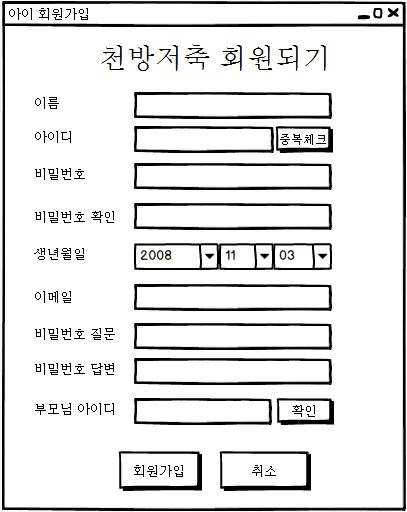 아이 회원가입
천방저축 회원되기
이름
아이디 중복체크
비밀번호
비밀번호 확인
생년월일 2008 11 03
이메일
비밀번호 질문
비밀번호 답변
부모님 아이디 확인
회원가입 취소